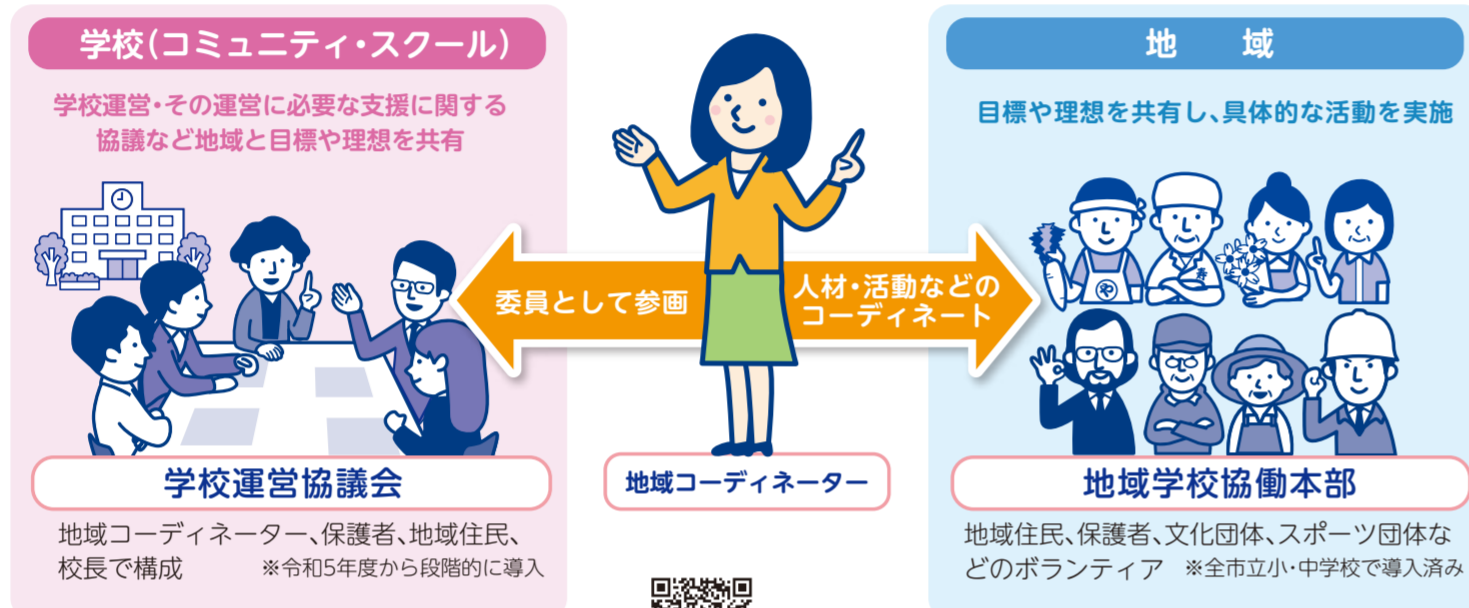 学校(コミュニティ・スクール)
学校運営・その運営に必要な支援に関する
協議など地域と目標や理想を共有
学校運営協議会
地域コーディネーター、保護者、地域住民、
校長で構成 ※令和5年度から段階的に導入
委員として参画
人材・活動などの
コーディネート
地域コーディネーター
地 域
目標や理想を共有し、具体的な活動を実施
や
寿
地域学校協働本部
地域住民、保護者、文化団体、スポーツ団体な
どのボランティア ※全市立小・中学校で導入済み